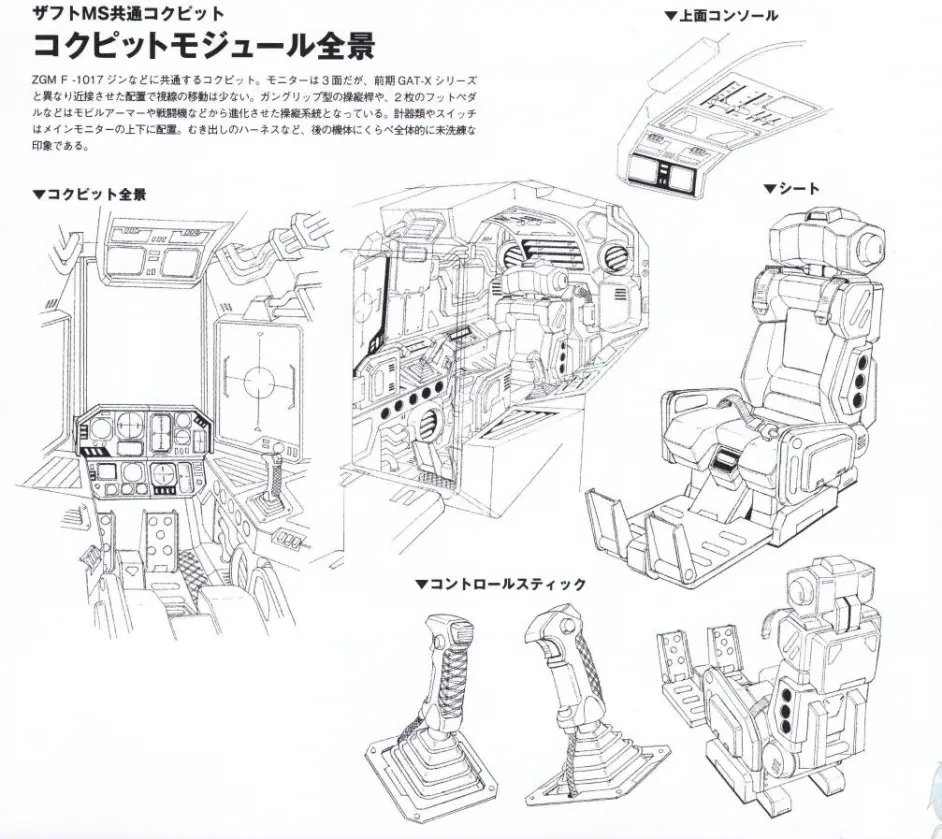 ザフトMS共通コクピット
コクピットモジュール全景
ZGM F -1017 ジンなどに共通するコクピット。モニターは3面だが、前期 GAT-X シリーズ
と異なり近接させた配置で視線の移動は少ない。ガングリップ型の操縦桿や、2枚のフットペダ
ルなどはモビルアーマーや戦闘機などから進化させた操縦系統となっている。計器類やスイッチ
はメインモニターの上下に配置。むき出しのハーネスなど、後の機体にくらべ全体的に未洗練な
印象である。
▼上面コンソール
▼コクピット全景
▼シート
▼コントロールスティック